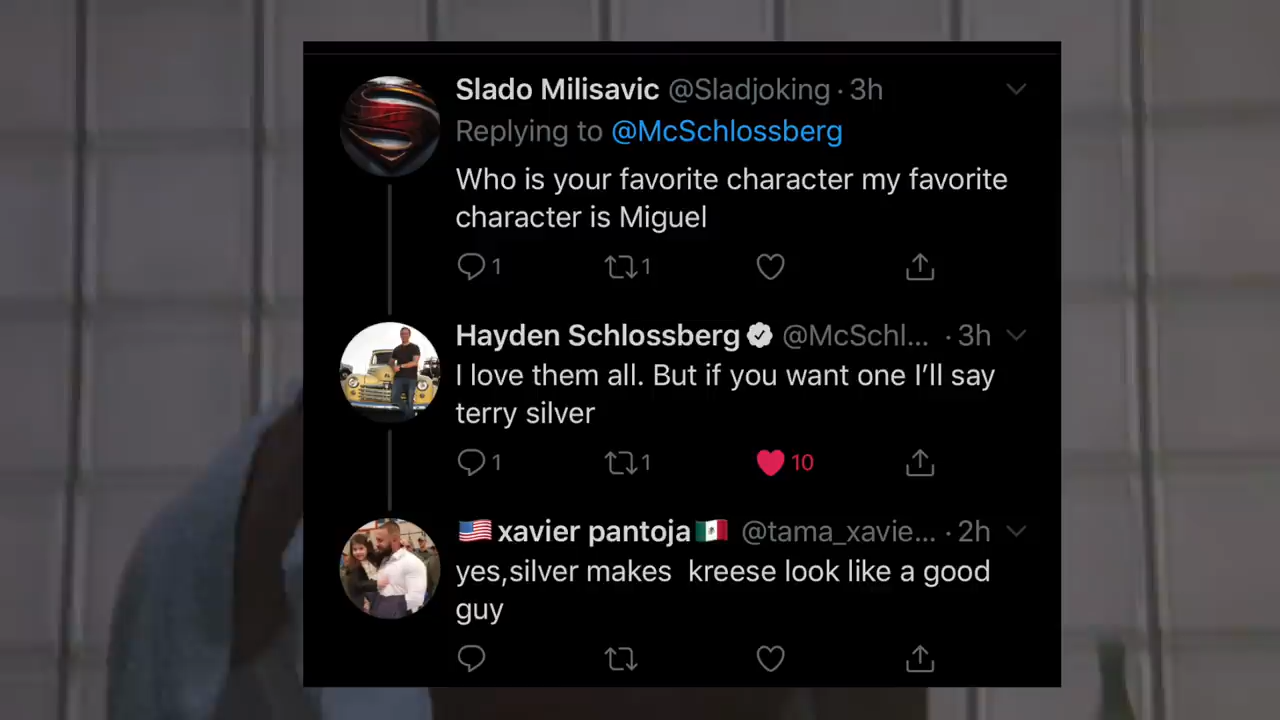 Slado Milisavic @Sladjoking · 3h
Replying to @McSchlossberg
Who is your favorite character my favorite
character is Miguel
1 1
Hayden Schlossberg @McSchl... · 3h
I love them all. But if you want one I’ll say
terry silver
1 1 10
🇺🇸xavier pantoja🇲🇽 @tama_xavie... · 2h
yes,silver makes  kreese look like a good
guy